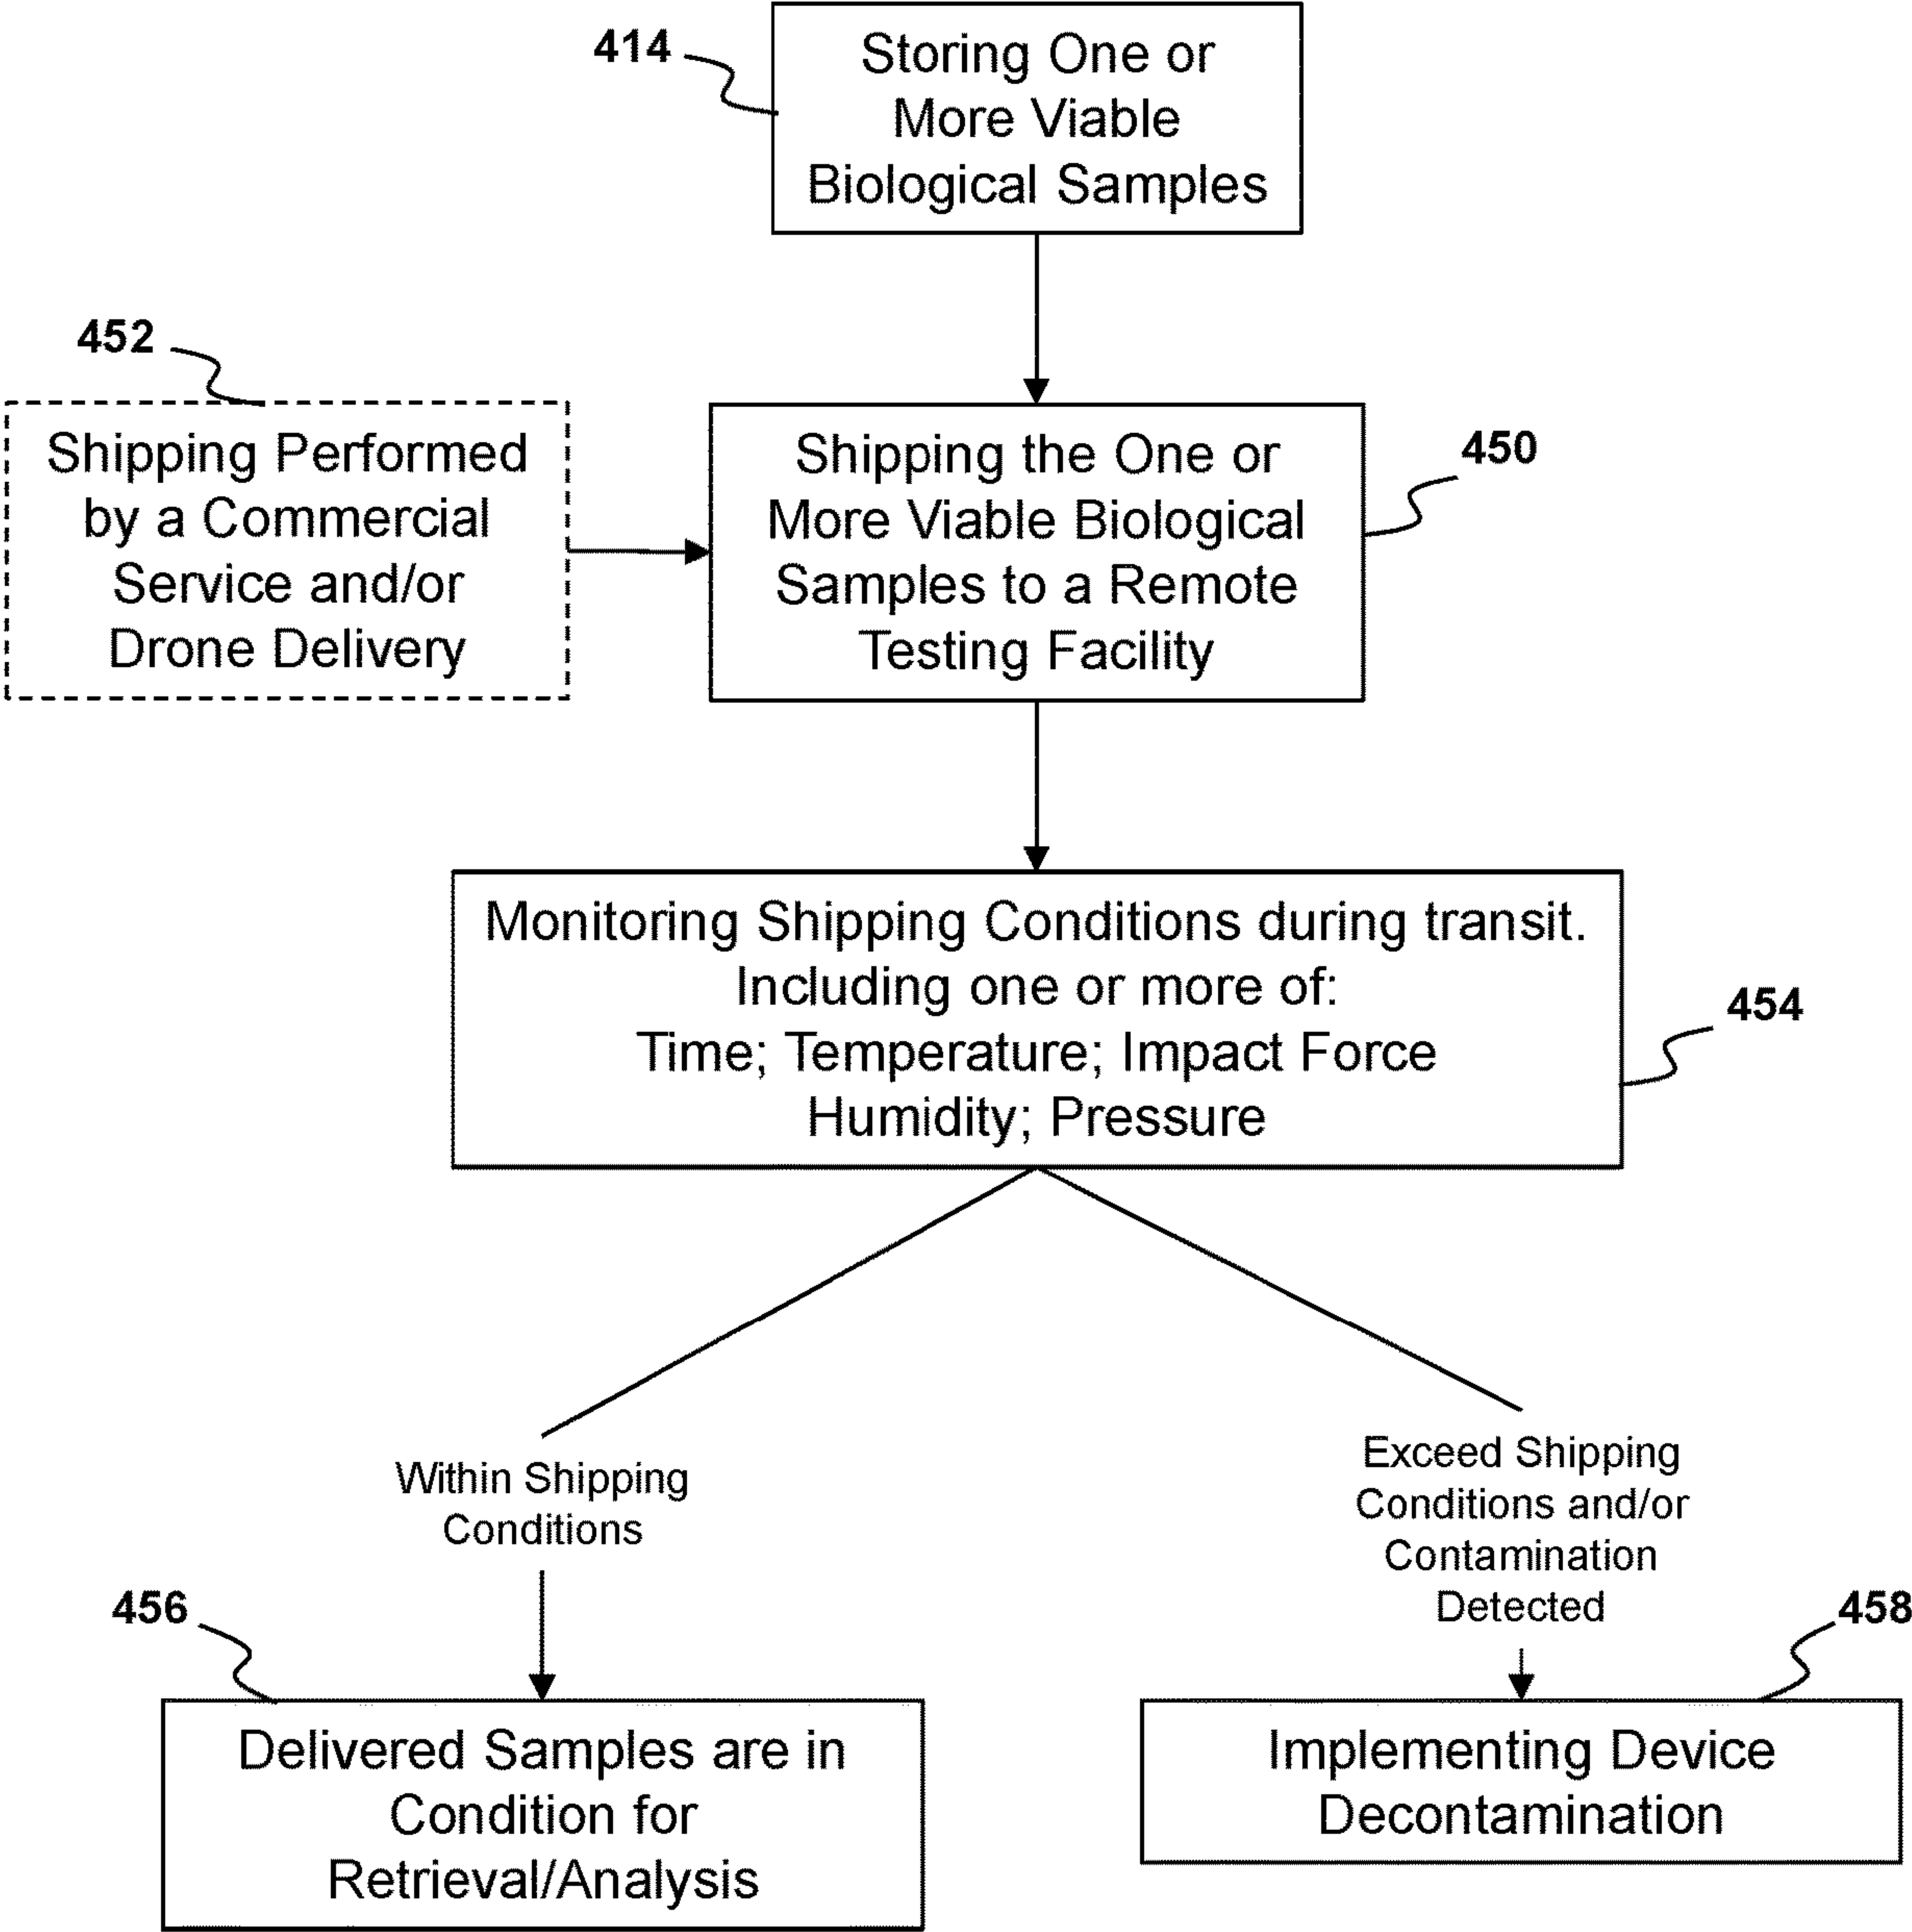 414
Storing One or
More Viable
Biological Samples
452
Shipping Performed
by a Commercial
Service and/or
Drone Delivery
Shipping the One or
More Viable Biological
Samples to a Remote
Testing Facility
450
Monitoring Shipping Conditions during transit.
Including one or more of:
Time; Temperature; Impact Force
Humidity; Pressure
454
Within Shipping
Conditions
Exceed Shipping
Conditions and/or
Contamination
Detected
456
Delivered Samples are in
Condition for
Retrieval/Analysis
458
Implementing Device
Decontamination